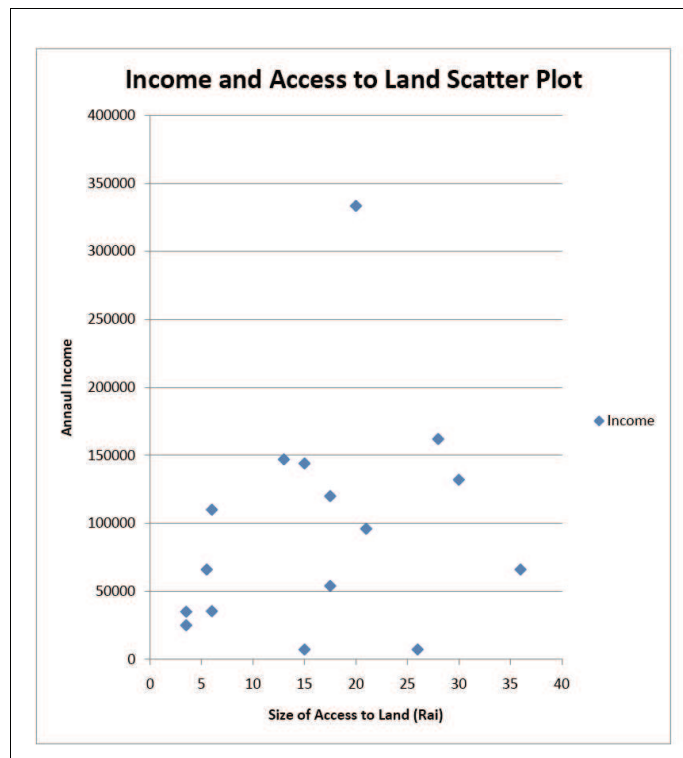 Income and Access to Land Scatter Plot
400000
350000
300000
250000
200000
150000
100000
50000
0
Annaul Income
Income
0 5 10 15 20 25 30 35 40
Size of Access to Land (Rai)